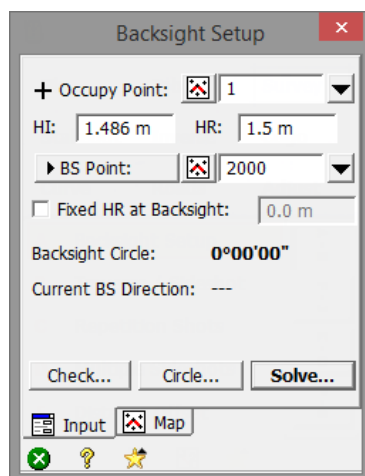 Backsight Setup
Occupy Point: 1
HI: 1.486 m HR: 1.5 m
BS Point: 2000
Fixed HR at Backsight: 0.0 m
Backsight Circle: 0°00'00"
Current BS Direction: ---
Check... Circle... Solve...
Input Map